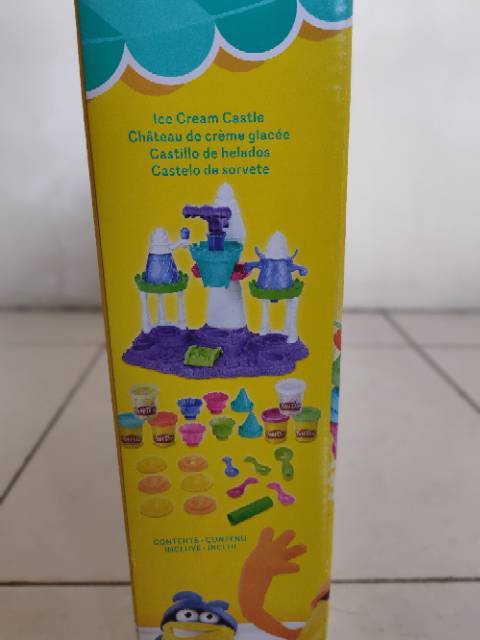 Ice Cream Castle
Château de crème glacée
Castillo de helados
Castelo de sorvete
CONTENTS · CONTENU
INCLUYE · INCLUI